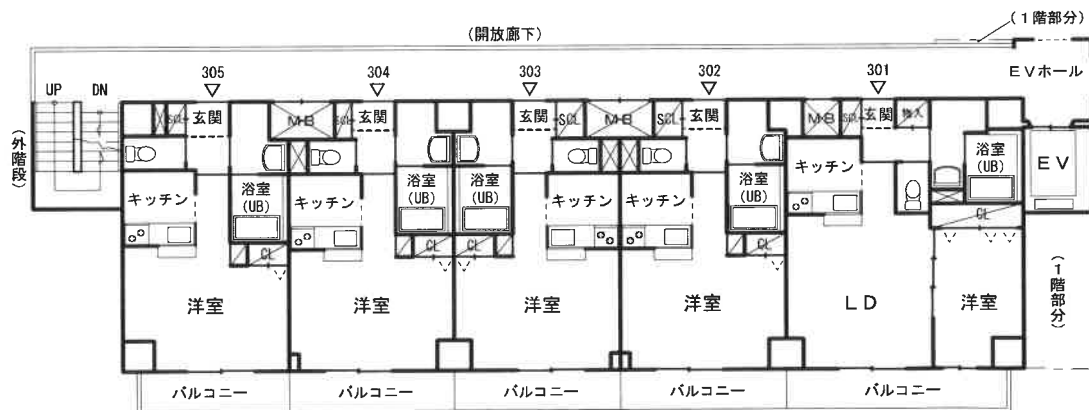 (1階部分)
(開放廊下)
305
304
303
302
301
EVホール
UP
DN
SCL
玄関
M·B
SCL
玄関
玄関
SCL
M·B
SCL
玄関
M·B
SCL
玄関
物入
(外階段)
浴室
(UB)
EV
キッチン
浴室
(UB)
キッチン
浴室
(UB)
浴室
(UB)
キッチン
キッチン
浴室
(UB)
キッチン
CL
CL
CL
CL
CL
洋室
洋室
洋室
洋室
LD
洋室
(1階部分)
バルコニー
バルコニー
バルコニー
バルコニー
バルコニー